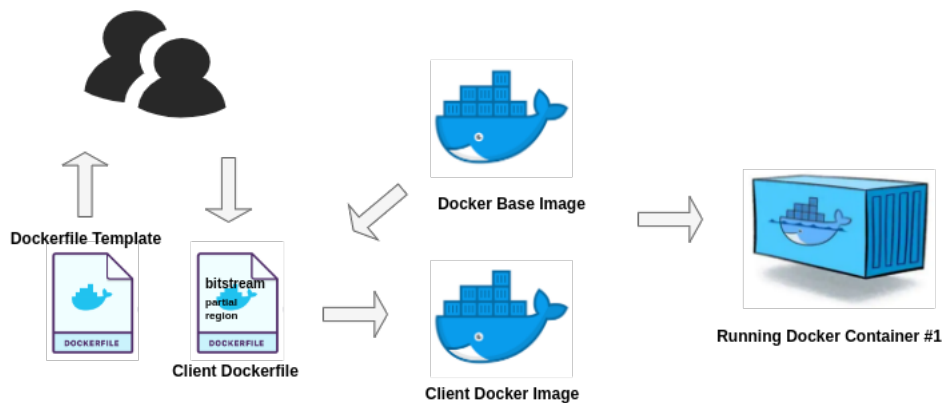 Docker Base Image
Dockerfile Template
bitstream
partial
region
DOCKERFILE
DOCKERFILE
Client Dockerfile
Client Docker Image
Running Docker Container #1